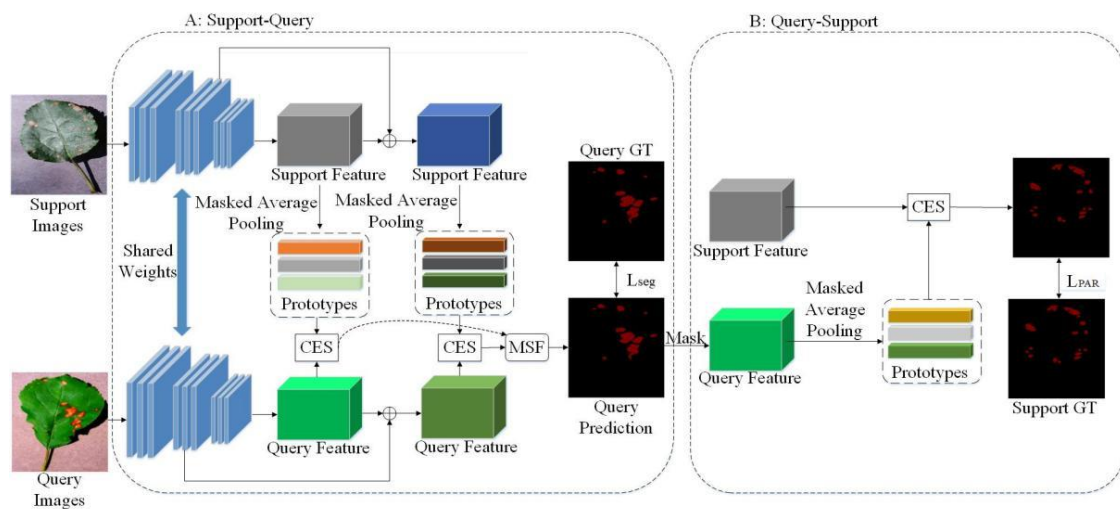 A: Support-Query
B: Query-Support
Support
Images
Shared
Weights
Query
Images
Support Feature
Support Feature
Masked Average
Pooling
Masked Average
Pooling
Prototypes
Prototypes
CES
CES
MSF
Query Feature
Query Feature
Query GT
Lseg
Query
Prediction
Mask
Support Feature
Query Feature
Masked
Average
Pooling
CES
Prototypes
LPAR
Support GT